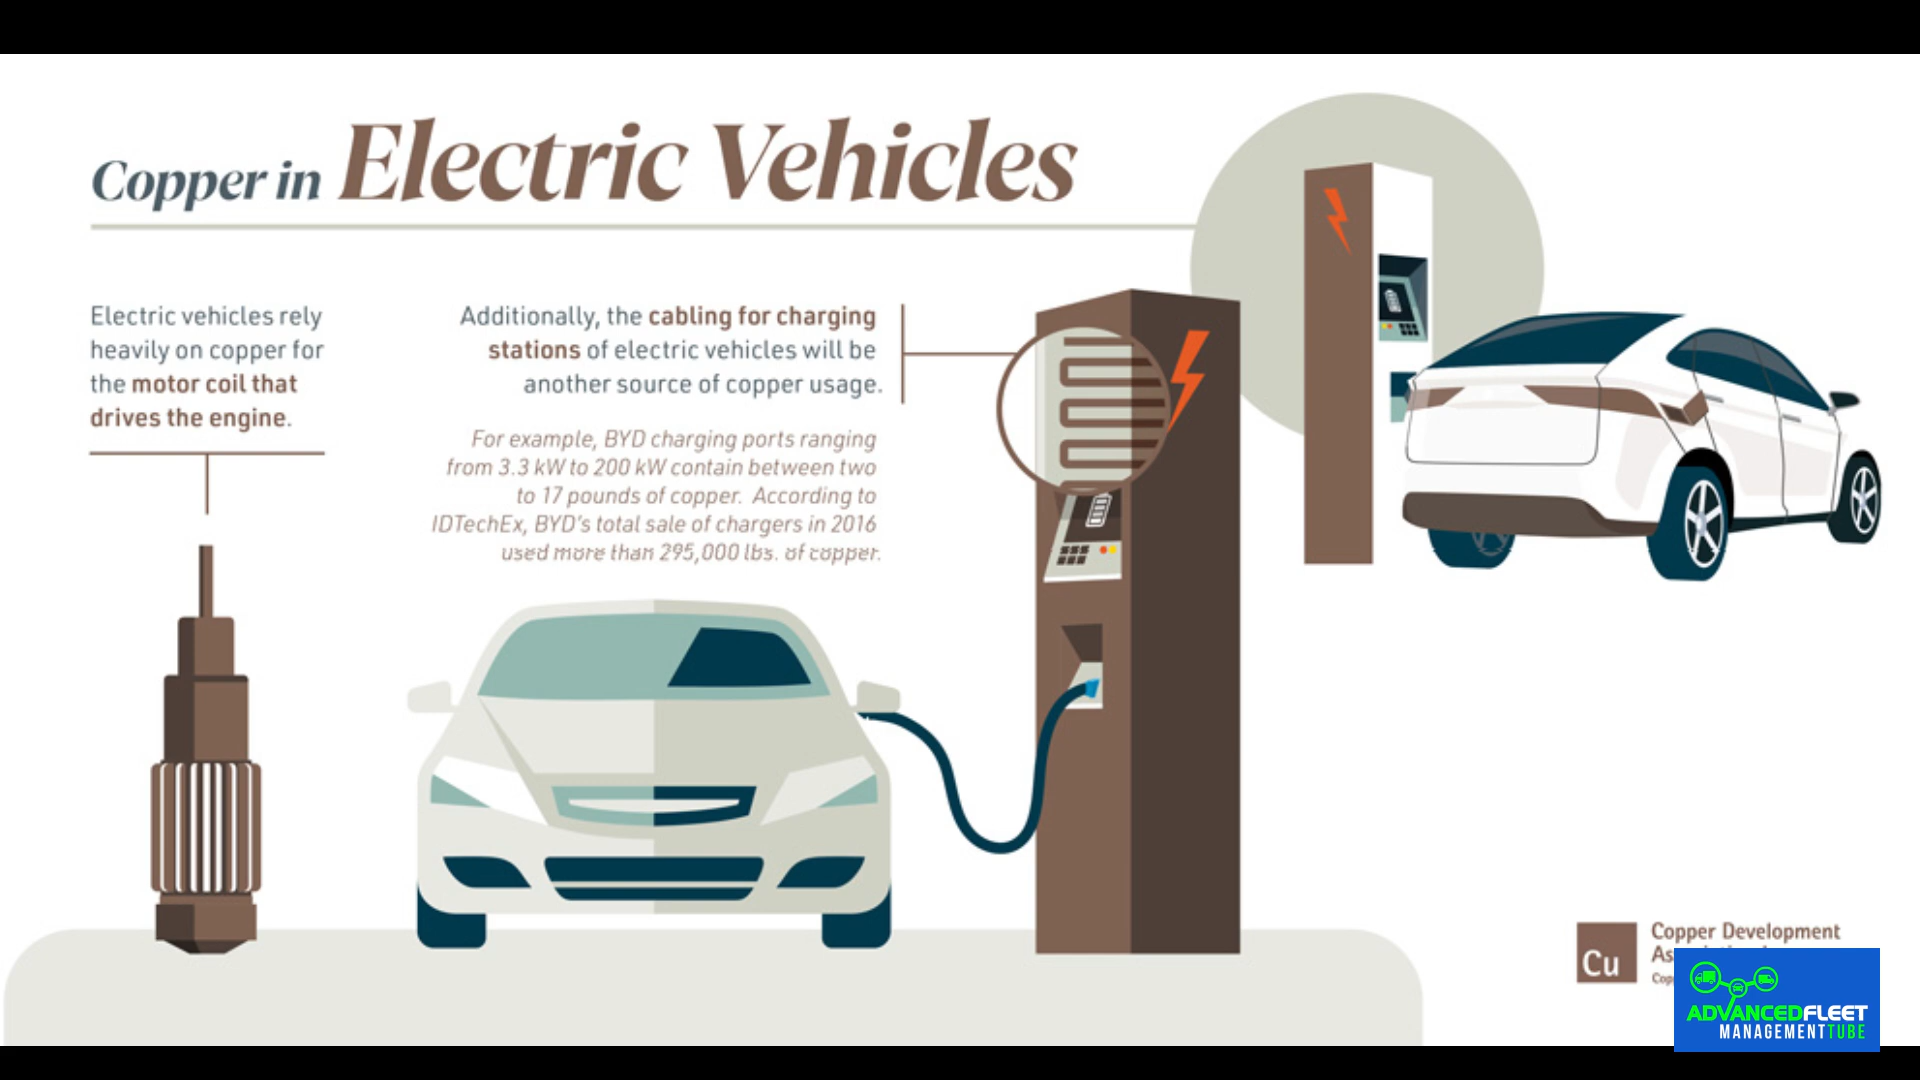 Copper in Electric Vehicles
Electric vehicles rely
heavily on copper for
the motor coil that
drives the engine.
Additionally, the cabling for charging
stations of electric vehicles will be
another source of copper usage.
For example, BYD charging ports ranging
from 3.3 kW to 200 kW contain between two
to 17 pounds of copper. According to
IDTechEx, BYD's total sale of chargers in 2016
used more than 295,000 lbs. of copper.
Cu
Copper Development
ADVANCEDFLEET
MANAGEMENTTUBE